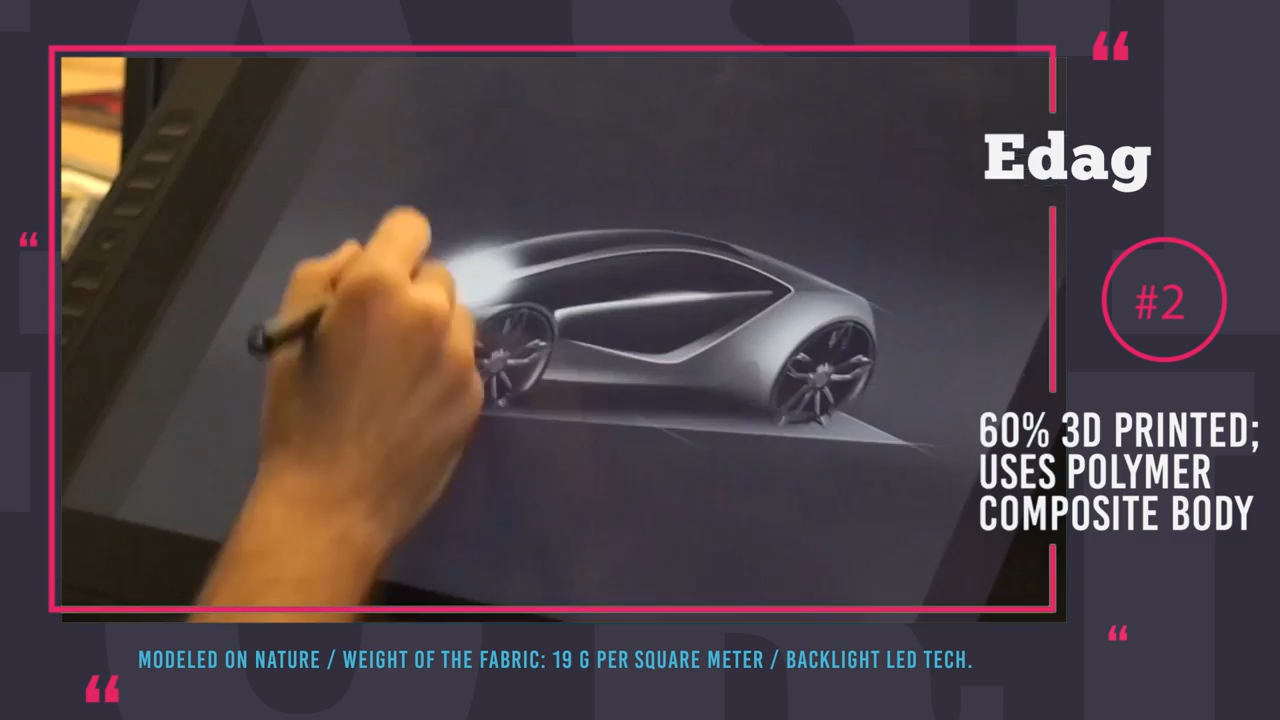 Edag
#2
60% 3D PRINTED;
USES POLYMER
COMPOSITE BODY
MODELED ON NATURE / WEIGHT OF THE FABRIC: 19 G PER SQUARE METER / BACKLIGHT LED TECH.